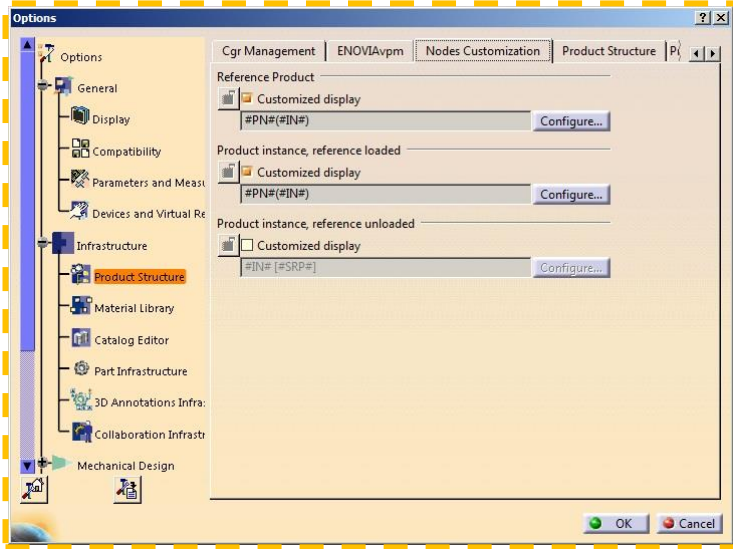 Options
Options
General
Display
Compatibility
Parameters and Measu
Devices and Virtual Re
Infrastructure
Product Structure
Material Library
Catalog Editor
Part Infrastructure
3D Annotations Infra
Collaboration Infrastr
Mechanical Design
Cgr Management ENOVIAvpm Nodes Customization Product Structure
Reference Product
Customized display
#PN#(#IN#) Configure...
Product instance, reference loaded
Customized display
#PN#(#IN#) Configure...
Product instance, reference unloaded
Customized display
#IN# [#SRP#] Configure...
OK Cancel